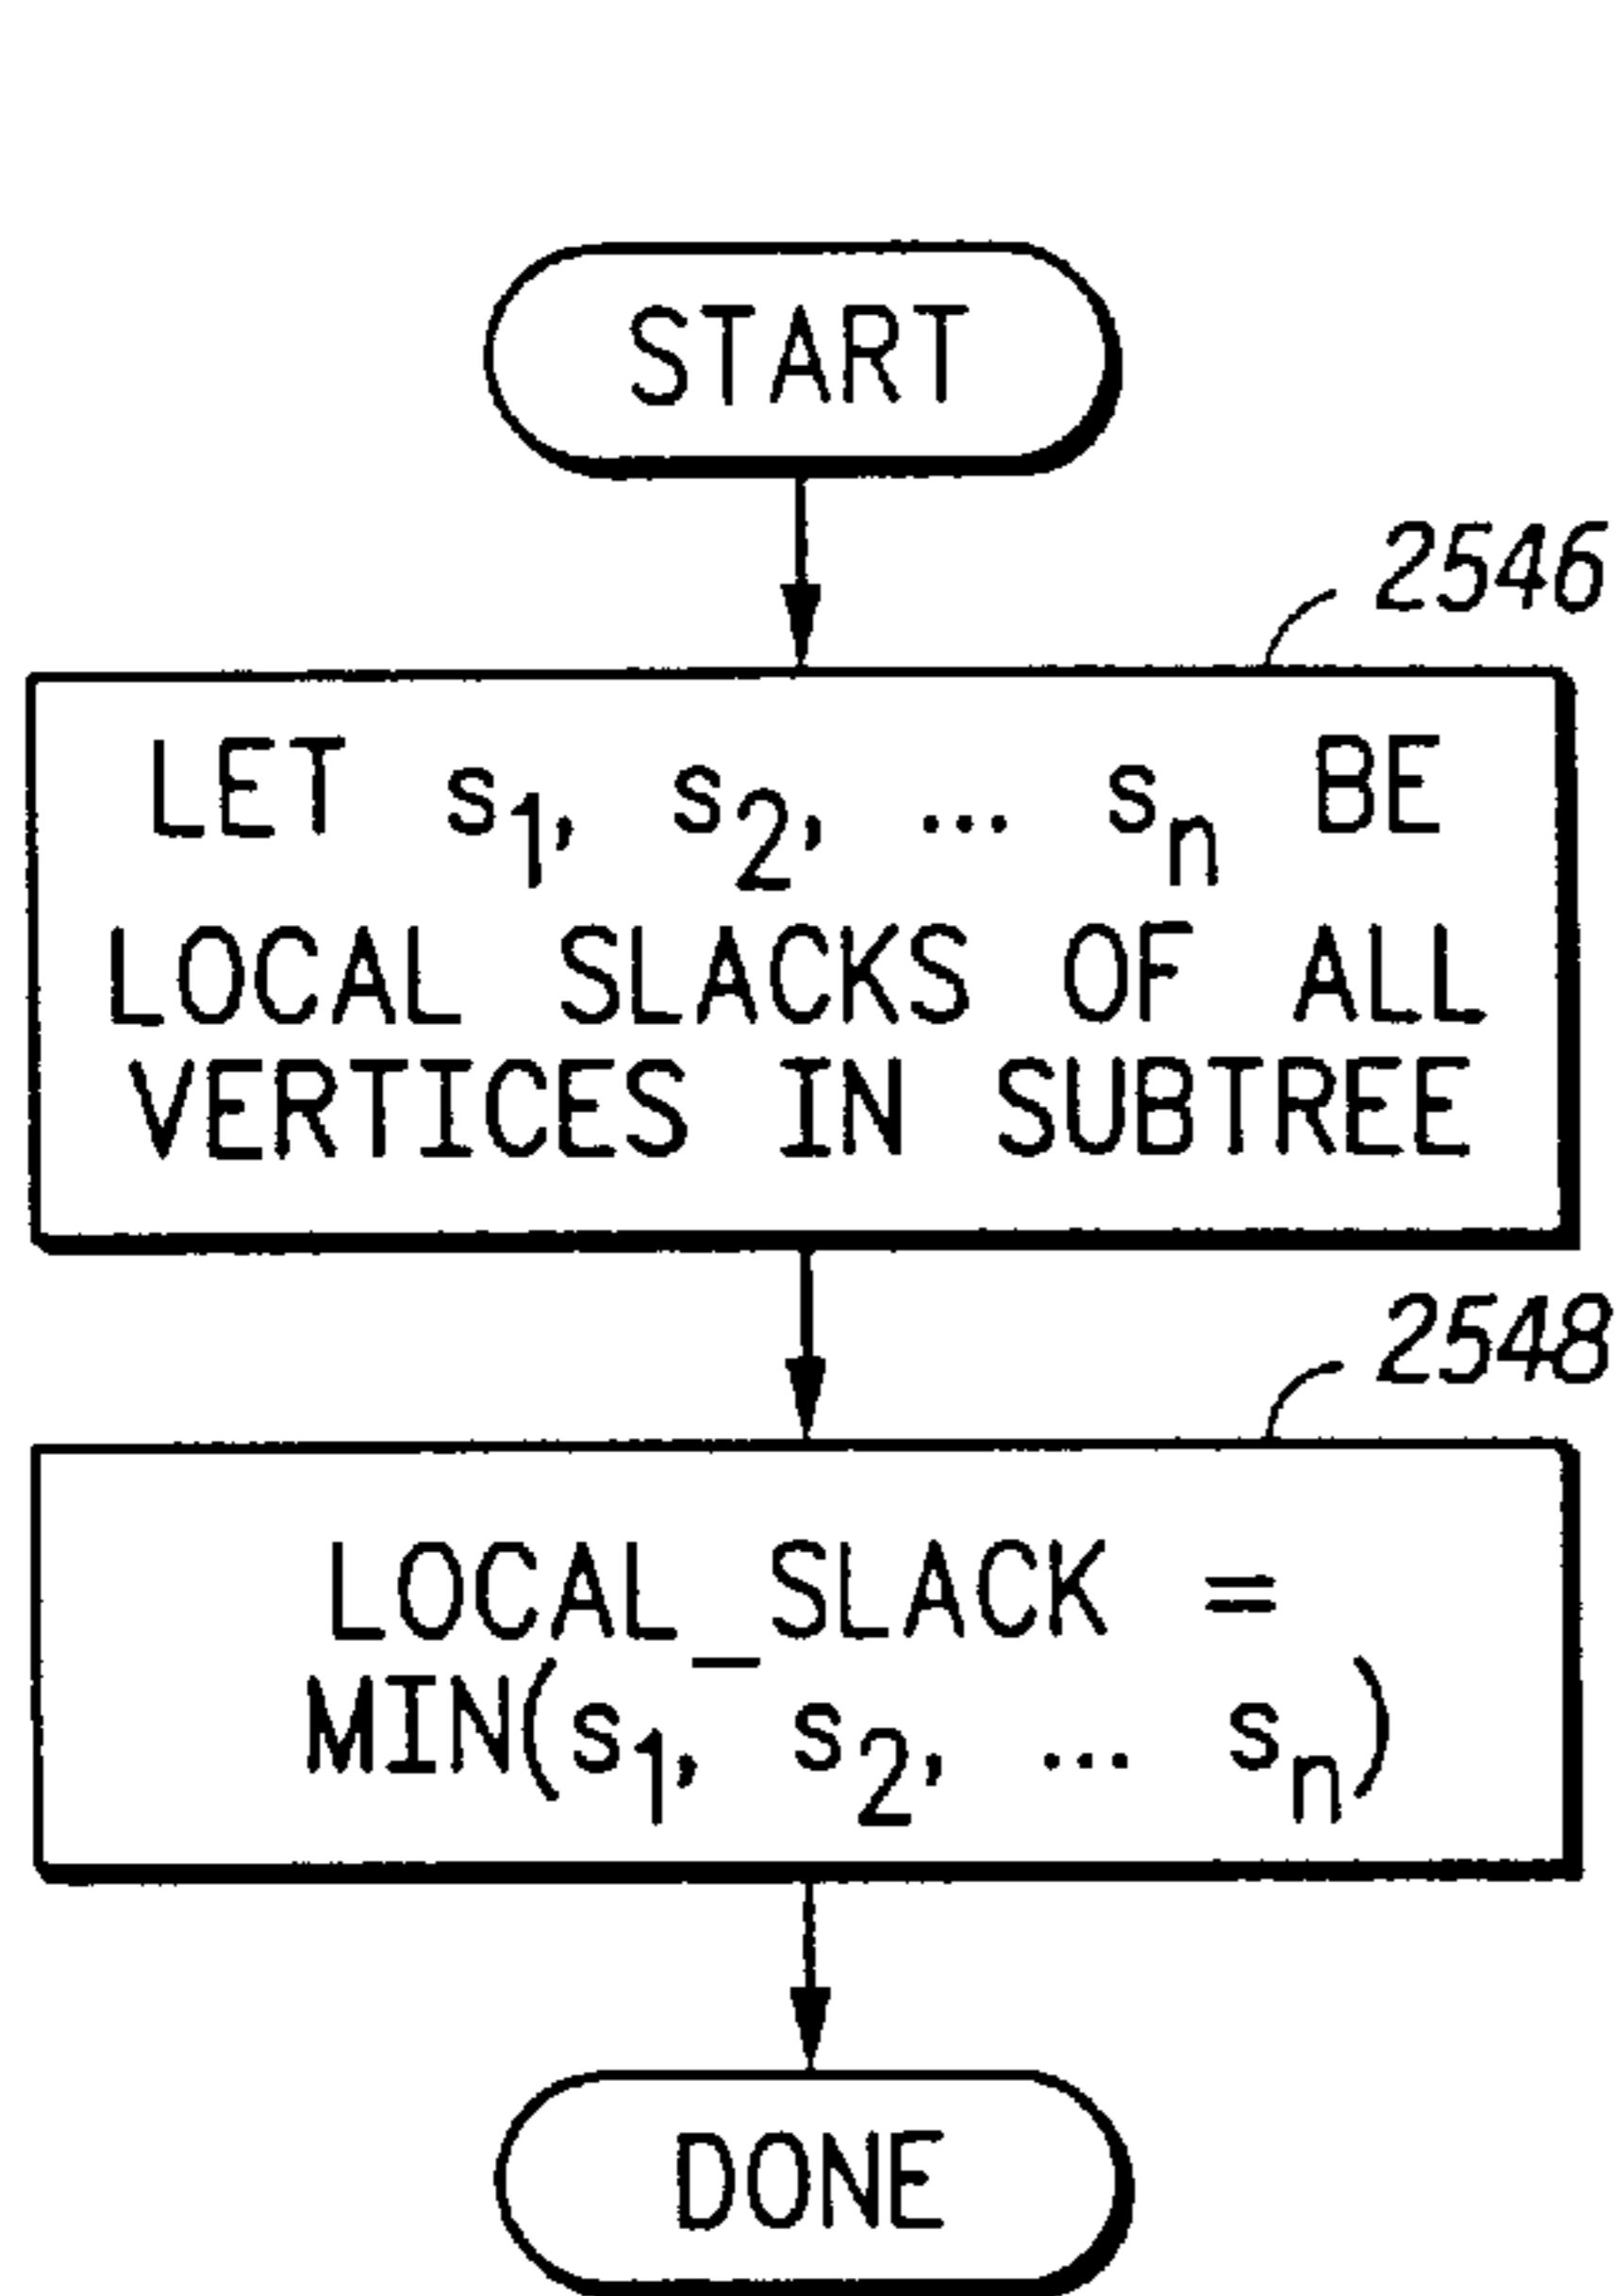 START
2546
LET s1, s2, ... sn BE
LOCAL SLACKS OF ALL
VERTICES IN SUBTREE
2548
LOCAL_SLACK =
MIN(s1, s2, ... sn)
DONE